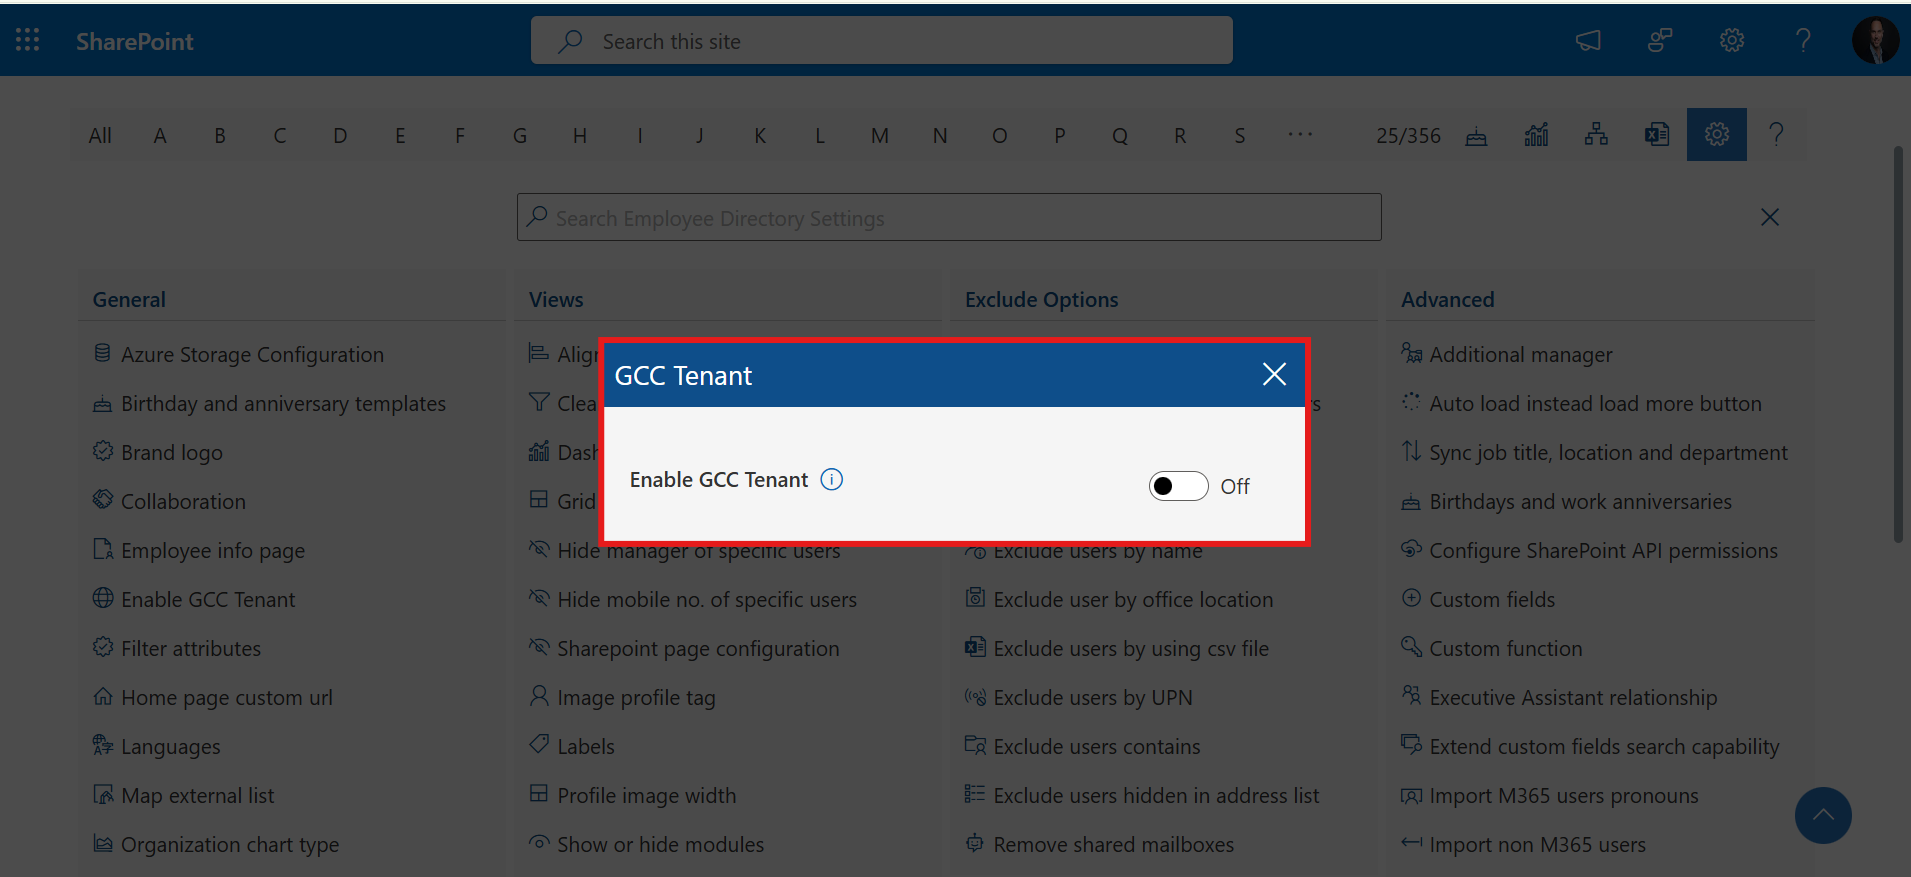 SharePoint
Search this site
All A B C D E F G H I J K L M N O P Q R S ··· 25/356
Search Employee Directory Settings
General
Azure Storage Configuration
Birthday and anniversary templates
Brand logo
Collaboration
Employee info page
Enable GCC Tenant
Filter attributes
Home page custom url
Languages
Map external list
Organization chart type
Views
Hide manager of specific users
Hide mobile no. of specific users
Sharepoint page configuration
Image profile tag
Labels
Profile image width
Show or hide modules
Exclude Options
Exclude users by name
Exclude user by office location
Exclude users by using csv file
Exclude users by UPN
Exclude users contains
Exclude users hidden in address list
Remove shared mailboxes
Advanced
Additional manager
Auto load instead load more button
Sync job title, location and department
Birthdays and work anniversaries
Configure SharePoint API permissions
Custom fields
Custom function
Executive Assistant relationship
Extend custom fields search capability
Import M365 users pronouns
Import non M365 users
GCC Tenant
Enable GCC Tenant
Off